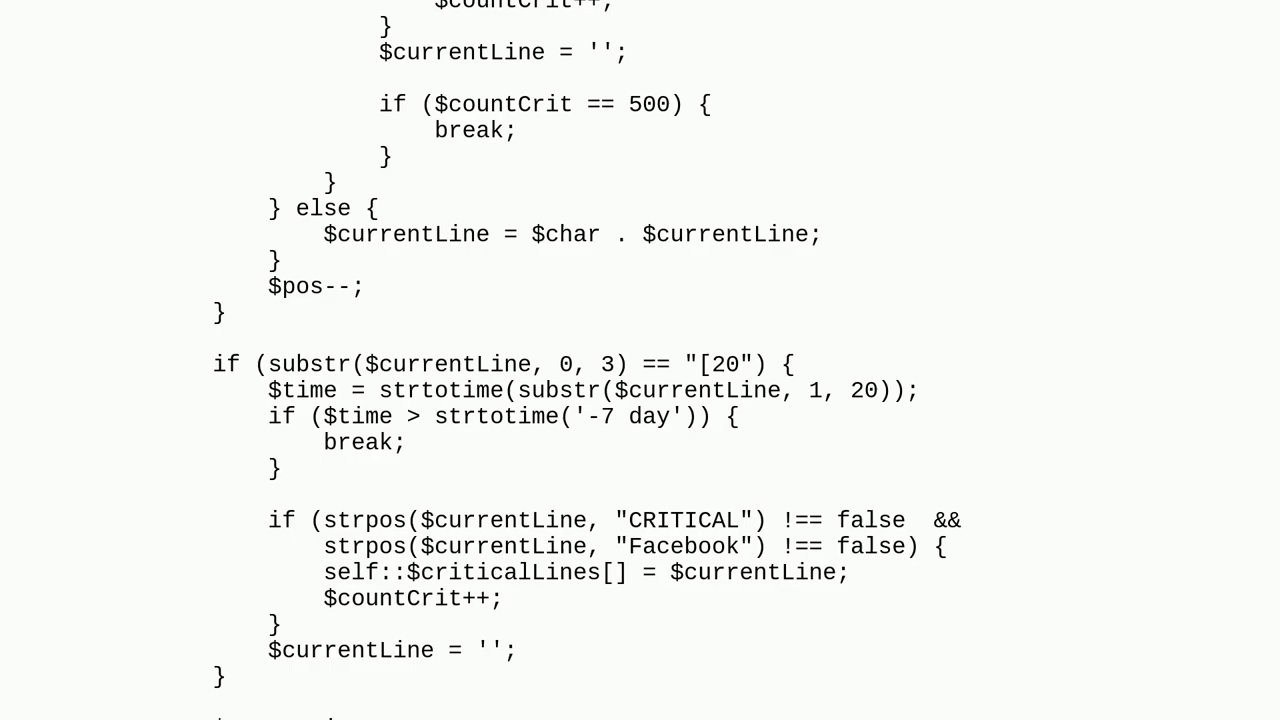 $countCrit++;
}
$currentLine = '';
if ($countCrit == 500) {
break;
}
}
} else {
$currentLine = $char . $currentLine;
}
$pos--;
}
if (substr($currentLine, 0, 3) == "[20") {
$time = strtotime(substr($currentLine, 1, 20));
if ($time > strtotime('-7 day')) {
break;
}
if (strpos($currentLine, "CRITICAL") !== false  &&
strpos($currentLine, "Facebook") !== false) {
self::$criticalLines[] = $currentLine;
$countCrit++;
}
$currentLine = '';
}